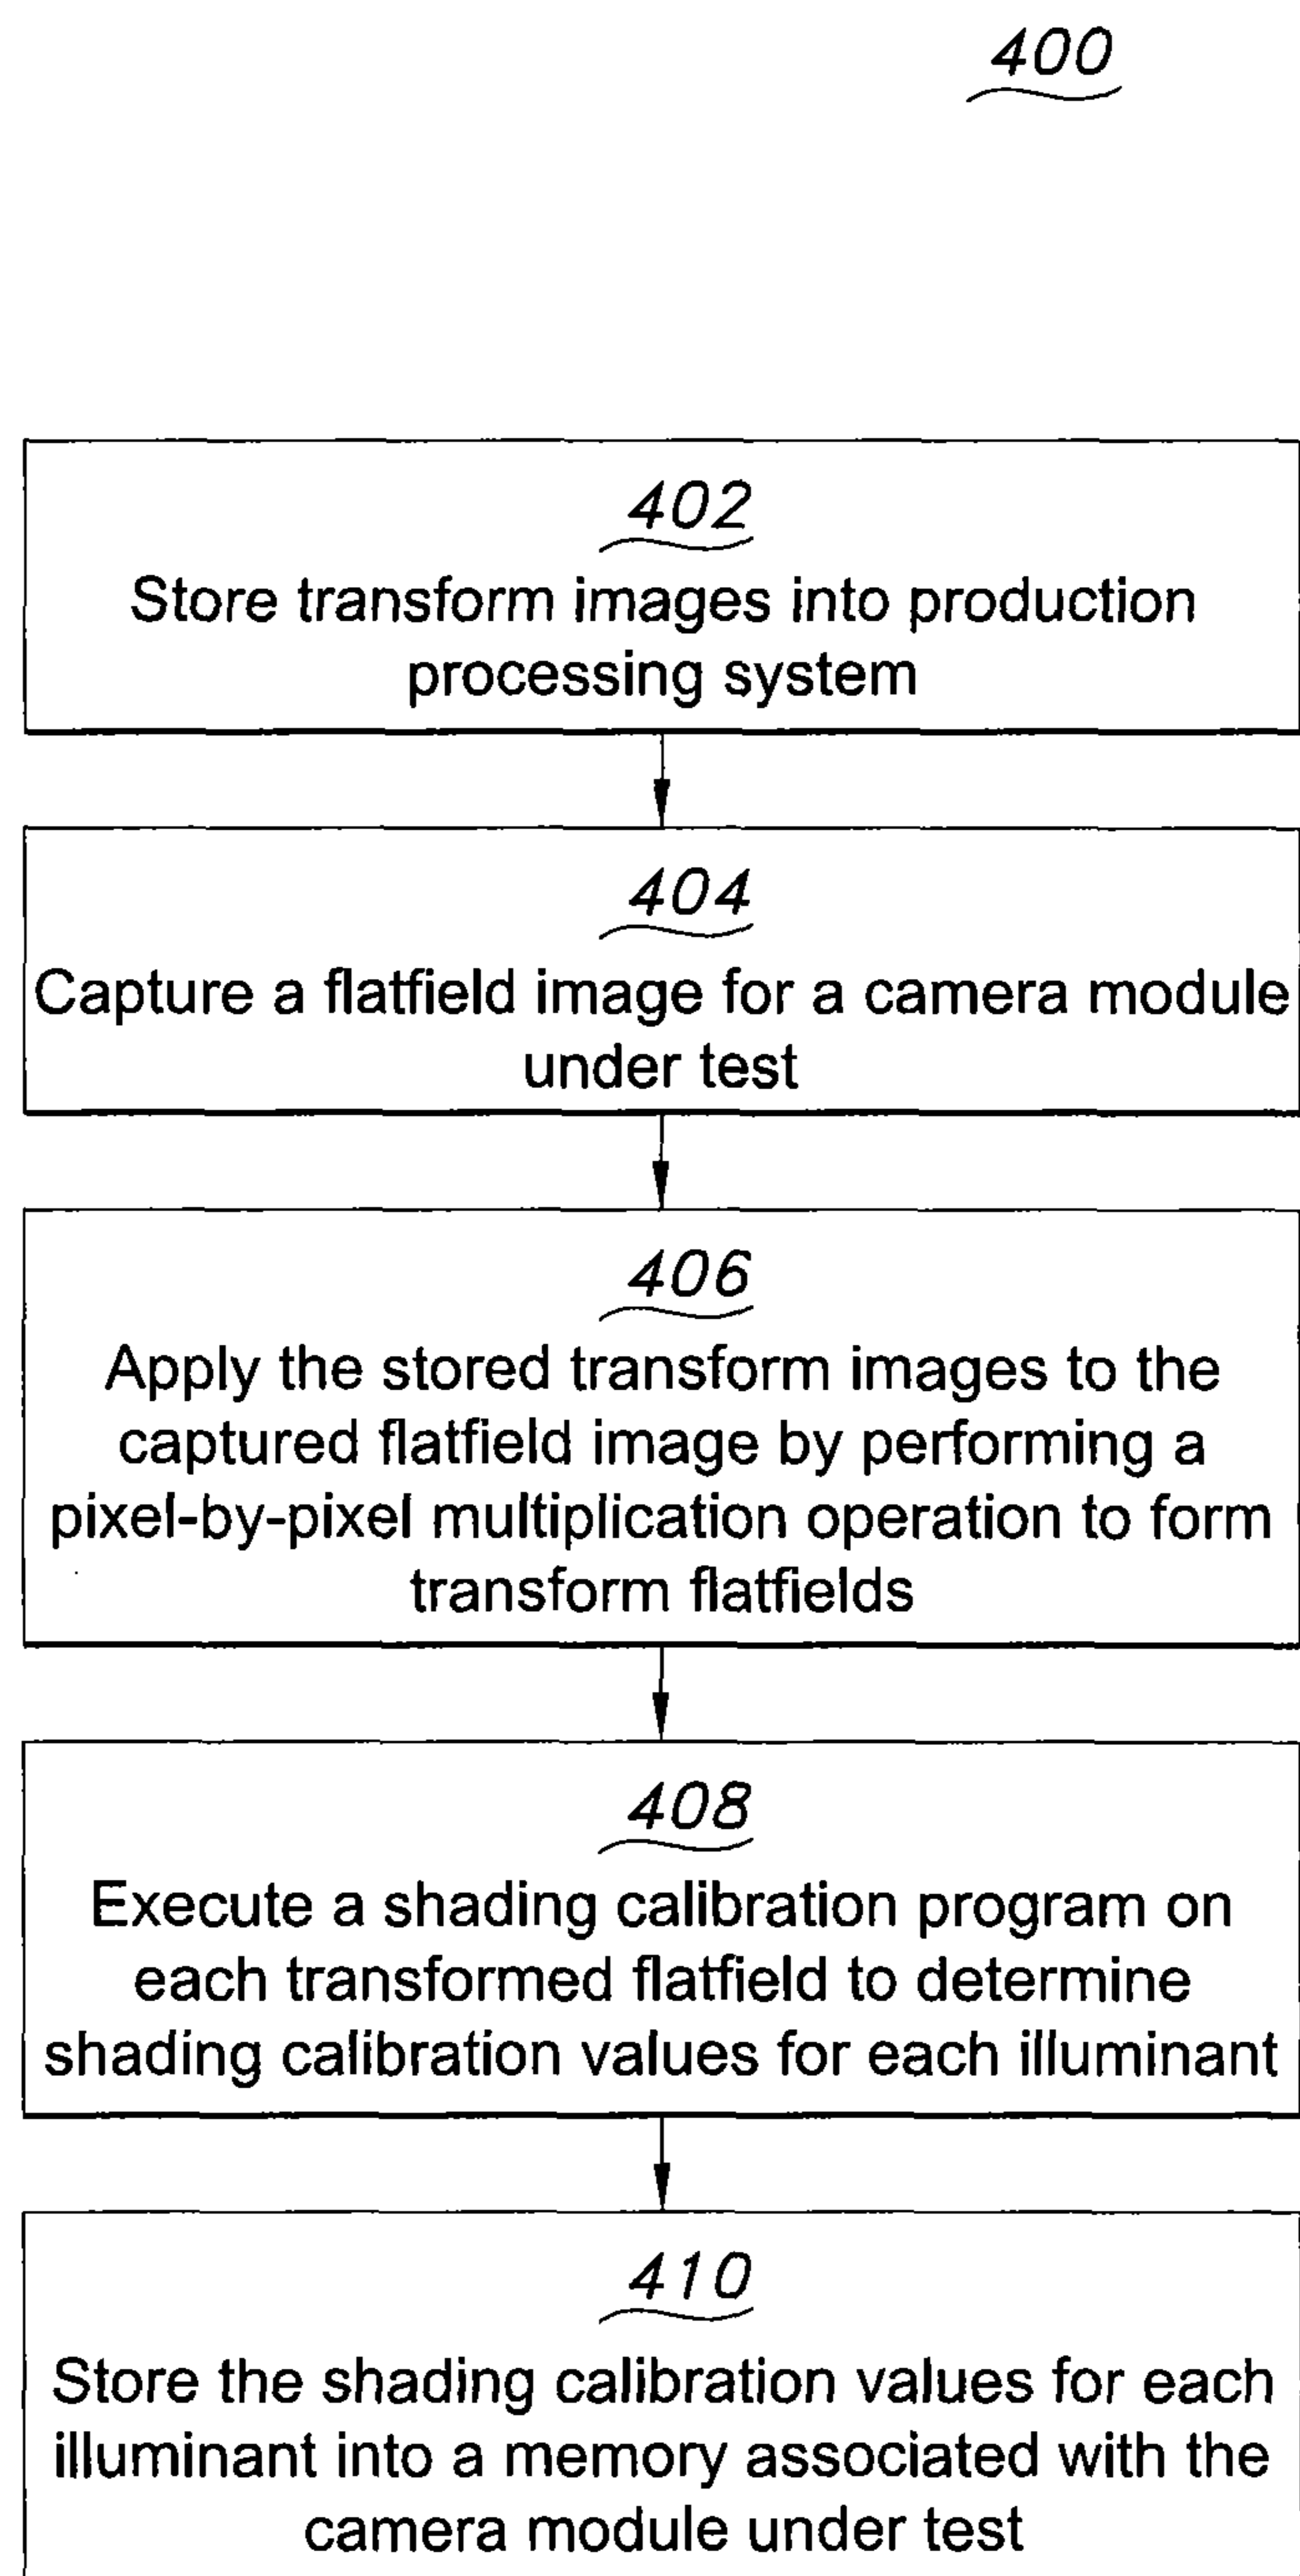 400
402
Store transform images into production
processing system
404
Capture a flatfield image for a camera module
under test
406
Apply the stored transform images to the
captured flatfield image by performing a
pixel-by-pixel multiplication operation to form
transform flatfields
408
Execute a shading calibration program on
each transformed flatfield to determine
shading calibration values for each illuminant
410
Store the shading calibration values for each
illuminant into a memory associated with the
camera module under test